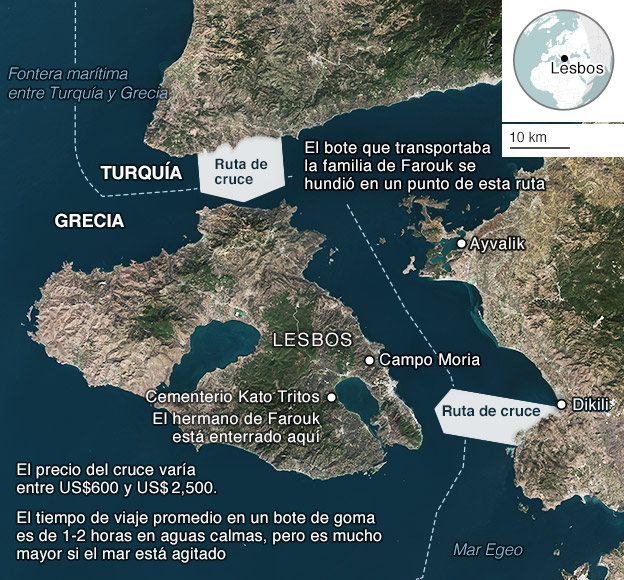 Fontera marítima
entre Turquía y Grecia
Lesbos
10 km
TURQUÍA
Ruta de
cruce
El bote que transportaba
la familia de Farouk se
hundió en un punto de esta ruta
GRECIA
Ayvalik
LESBOS
Campo Moria
Cementerio Kato Tritos
El hermano de Farouk
está enterrado aquí
Ruta de cruce
Dikili
El precio del cruce varía
entre US$600 y US$ 2,500.
El tiempo de viaje promedio en un bote de goma
es de 1-2 horas en aguas calmas, pero es mucho
mayor si el mar está agitado
Mar Egeo